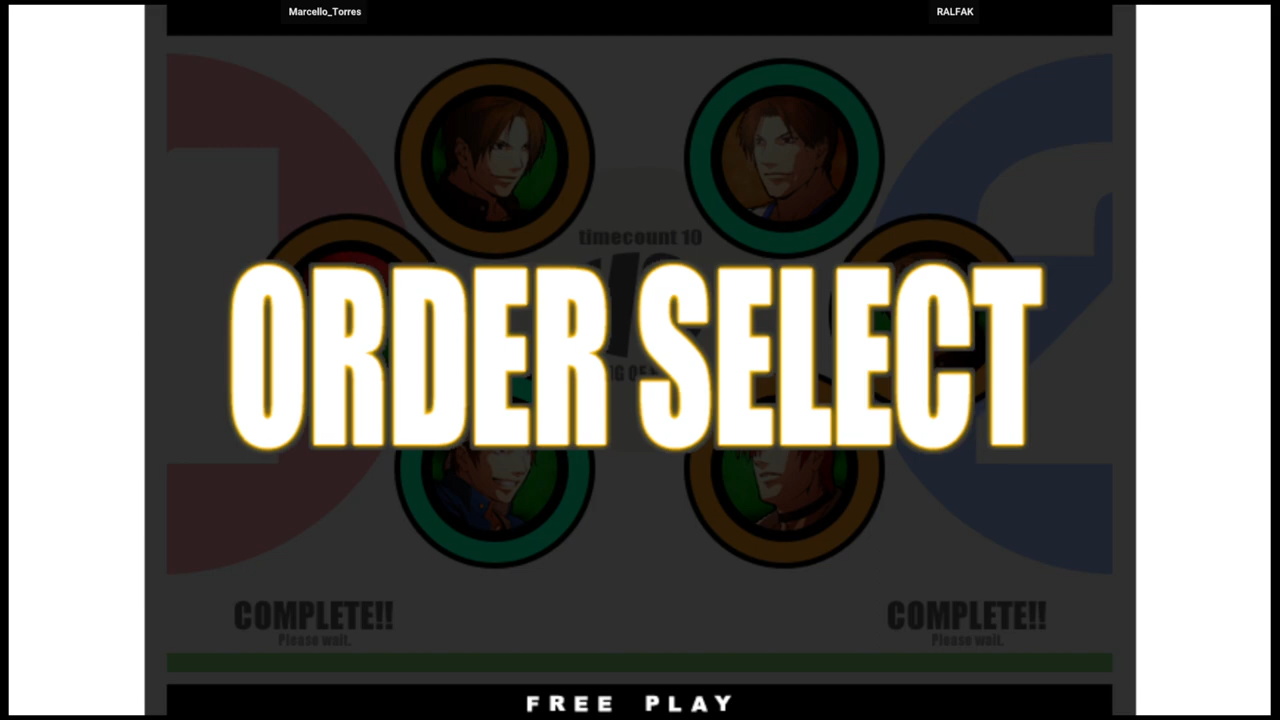 Marcello_Torres
RALFAK
timecount 10
ORDER SELECT
COMPLETE!!
Please wait.
COMPLETE!!
Please wait.
FREE PLAY